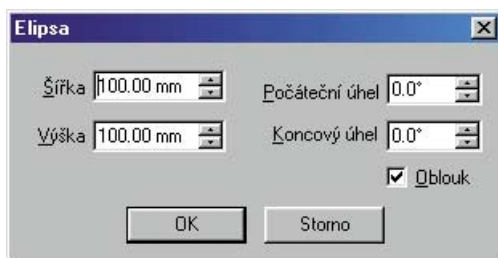 Elipsa
Šířka 100.00 mm
Počáteční úhel 0.0°
Výška 100.00 mm
Koncový úhel 0.0°
Oblouk
OK Storno